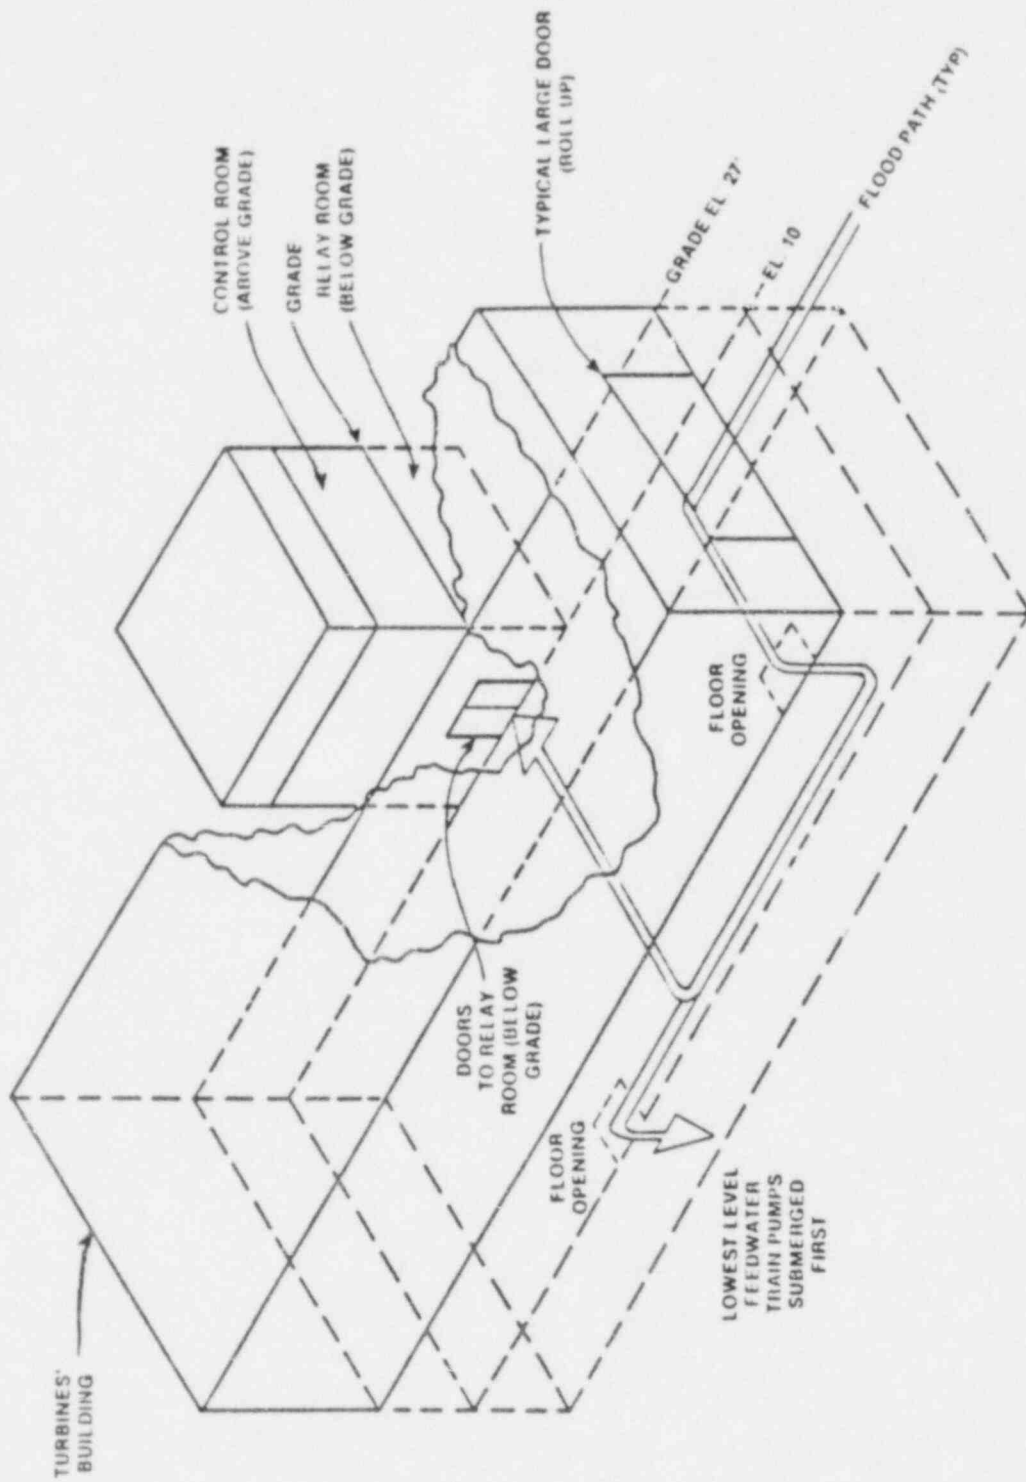 TURBINES'
BUILDING
CONTROL ROOM
(ABOVE GRADE)
GRADE
RELAY ROOM
(BELOW GRADE)
TYPICAL LARGE DOOR
(ROLL UP)
GRADE EL. 27'
EL. 10
FLOOD PATH (TYP)
DOORS
TO RELAY
ROOM (BELOW
GRADE)
FLOOR
OPENING
FLOOR
OPENING
LOWEST LEVEL
FEEDWATER
TRAIN PUMPS
SUBMERGED
FIRST